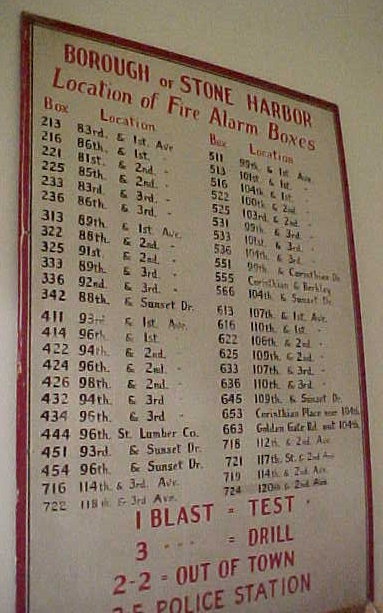 BOROUGH OF STONE HARBOR
Location of Fire Alarm Boxes
Box Location
213 83rd. & 1st. Ave
216 86th. & 1st. "
221 81st. & 2nd. "
225 85th. & 2nd. "
233 83rd. & 3rd. "
236 86th. & 3rd. "
313 89th. & 1st. Ave.
322 88th. & 2nd. "
325 91st. & 2nd. "
333 89th. & 3rd. "
336 92nd. & 3rd. "
342 88th. & Sunset Dr.
411 93rd & 1st. Ave.
414 96th. & 1st. "
422 94th. & 2nd. "
424 96th. & 2nd. "
426 98th. & 2nd. "
432 94th. & 3rd "
434 96th. & 3rd "
444 96th. St. Lumber Co.
451 93rd. & Sunset Dr.
454 96th. & Sunset Dr.
716 114th & 3rd. Ave.
722 118th & 3rd Ave.
Box Location
511 99th. & 1st. Ave.
513 101st. & 1st. "
516 104th. & 1st. "
522 100th. & 2nd. "
525 103rd. & 2nd. "
531 99th. & 3rd. "
533 101st. & 3rd. "
536 104th. & 3rd. "
551 99th. & Corinthian Dr.
555 Corinthian & Berkley
566 104th. & Sunset Dr.
613 107th. & 1st. Ave.
616 110th. & 1st. "
622 106th. & 2nd "
625 109th. & 2nd. "
633 107th. & 3rd. "
636 110th. & 3rd. "
645 109th. & Sunset Dr.
653 Corinthian Place near 104th.
663 Golden Gate Rd. out 104th.
718 112th. & 2nd. Ave.
721 117th. St. & 2nd Ave
719 114th & 2nd. Ave.
724 120th & 2nd Ave
1 BLAST = TEST "
3 " " " = DRILL
2-2 = OUT OF TOWN
2-5 POLICE STATION